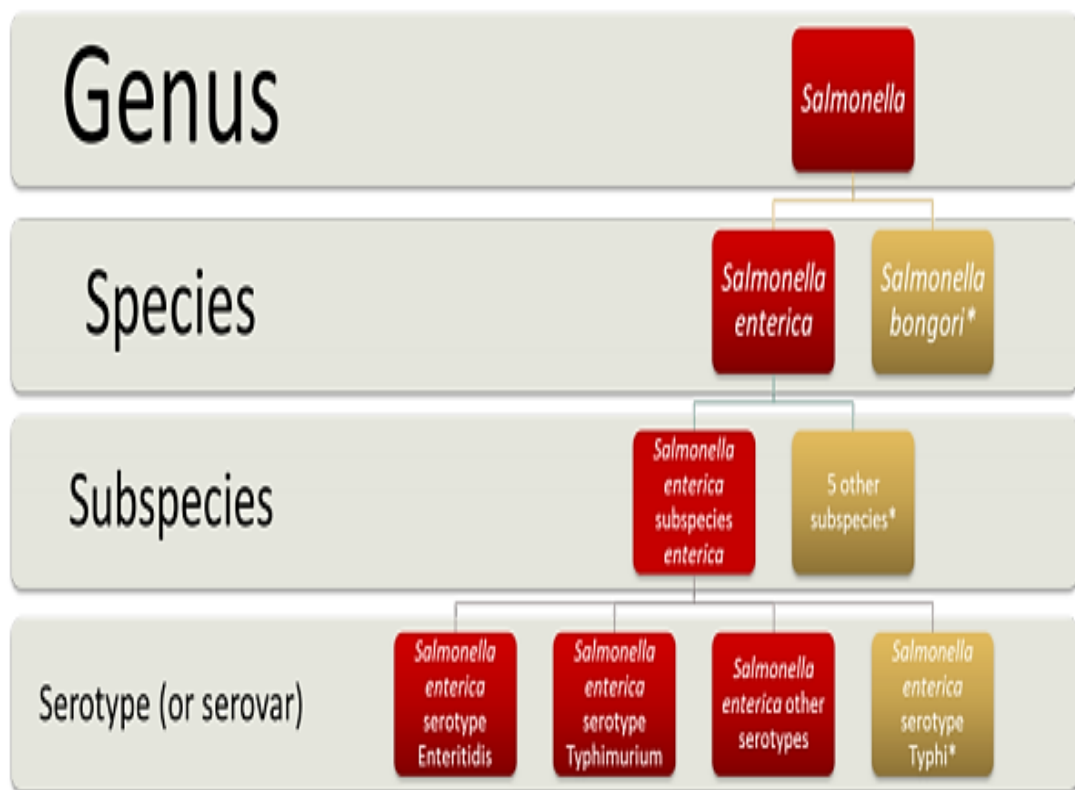 Genus
Salmonella
Species
Salmonella
enterica
Salmonella
bongori*
Subspecies
Salmonella
enterica
subspecies
enterica
5 other
subspecies*
Serotype (or serovar)
Salmonella
enterica
serotype
Enteritidis
Salmonella
enterica
serotype
Typhimurium
Salmonella
enterica other
serotypes
Salmonella
enterica
serotype
Typhi*